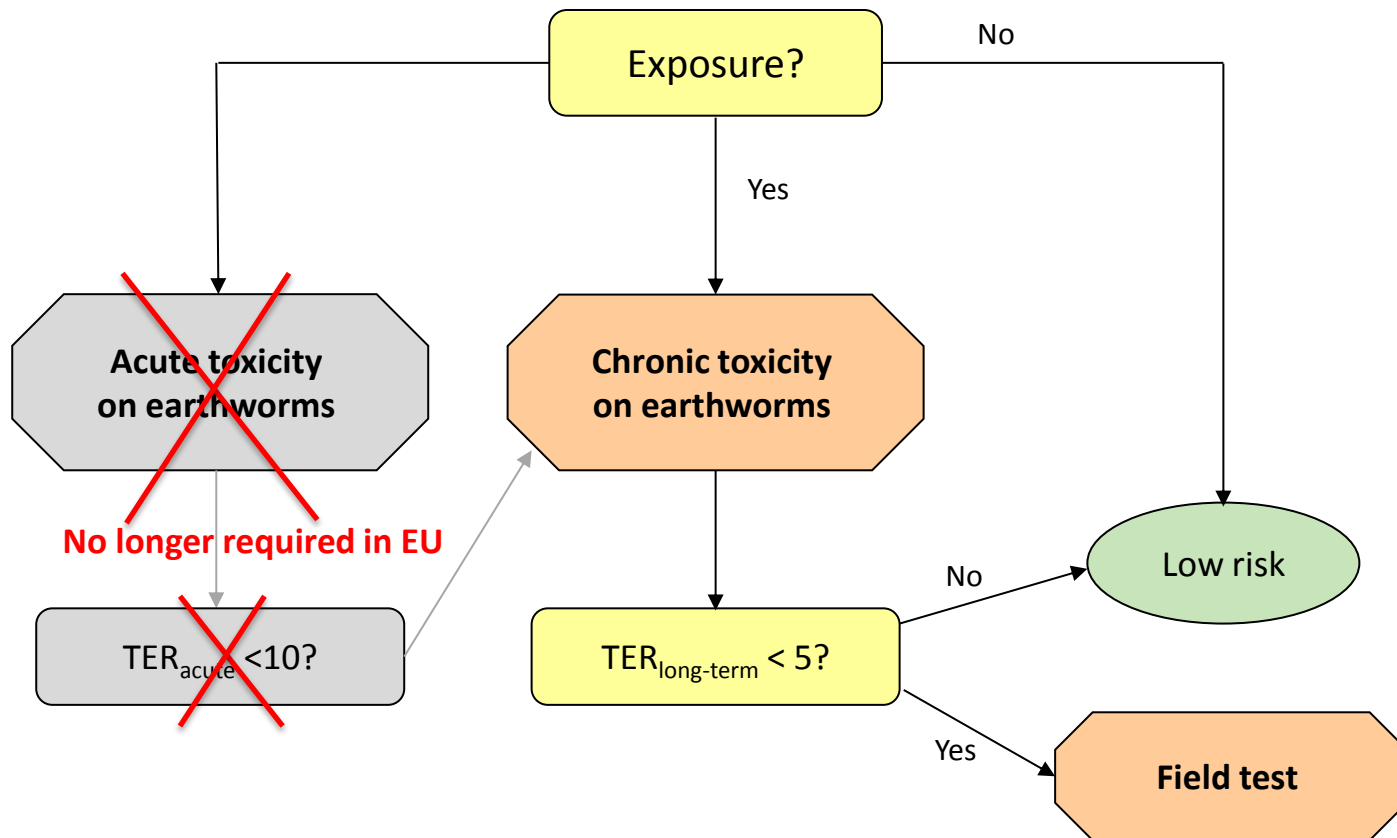 Exposure?
No
Yes
Acute toxicity
on earthworms
Chronic toxicity
on earthworms
No longer required in EU
No
Low risk
TERacute <10?
TERlong-term < 5?
Yes
Field test